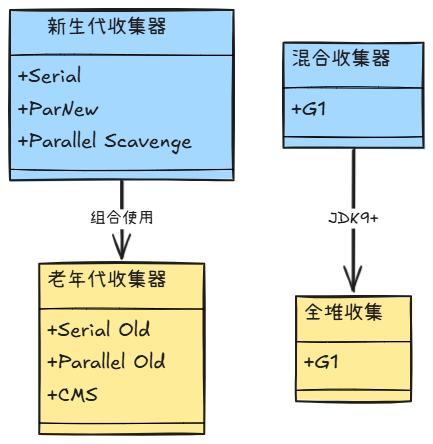 新生代收集器
+Serial
+ParNew
+Parallel Scavenge
组合使用
老年代收集器
+Serial Old
+Parallel Old
+CMS
混合收集器
+G1
JDK9+
全堆收集
+G1